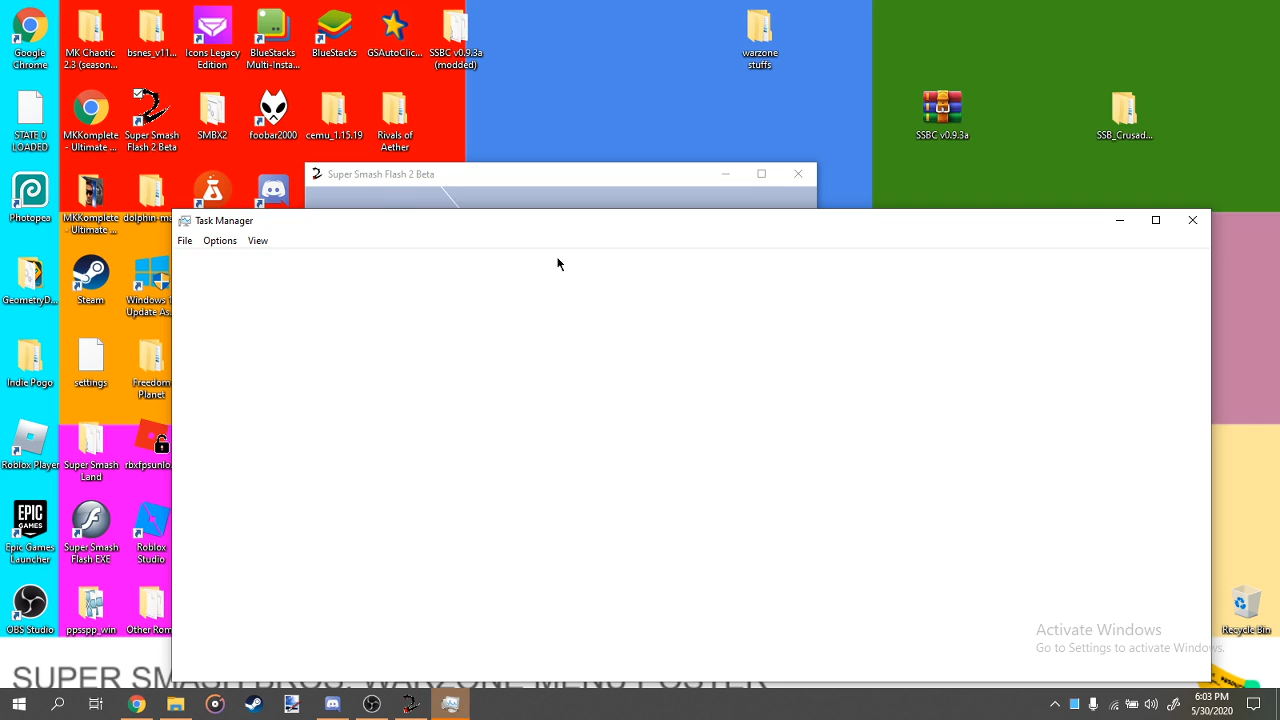 Google
Chrome
MK Chaotic
2.3 (season...
bsnes_v11...
Icons Legacy
Edition
BlueStacks
Multi-Insta...
BlueStacks
GSAutoClic...
SSBC v0.9.3a
(modded)
warzone
stuffs
STATE 0
LOADED
MKKomplete
- Ultimate ...
Super Smash
Flash 2 Beta
SMBX2
foobar2000
cemu_1.15.19
Rivals of
Aether
SSBC v0.9.3a
SSB_Crusad...
Super Smash Flash 2 Beta
Photopea
MKKomplete
- Ultimate ...
dolphin-ma
Task Manager
File Options View
GeometryD...
Steam
Windows 1
Update As.
Indie Pogo
settings
Freedom
Planet
Roblox Player
Super Smash
Land
rbxfpsunlo.
EPIC
GAMES
Epic Games
Launcher
Super Smash
Flash EXE
Roblox
Studio
OBS Studio
ppsspp_win
Other Rom
Recycle Bin
Activate Windows
Go to Settings to activate Windows.
6:03 PM
5/30/2020